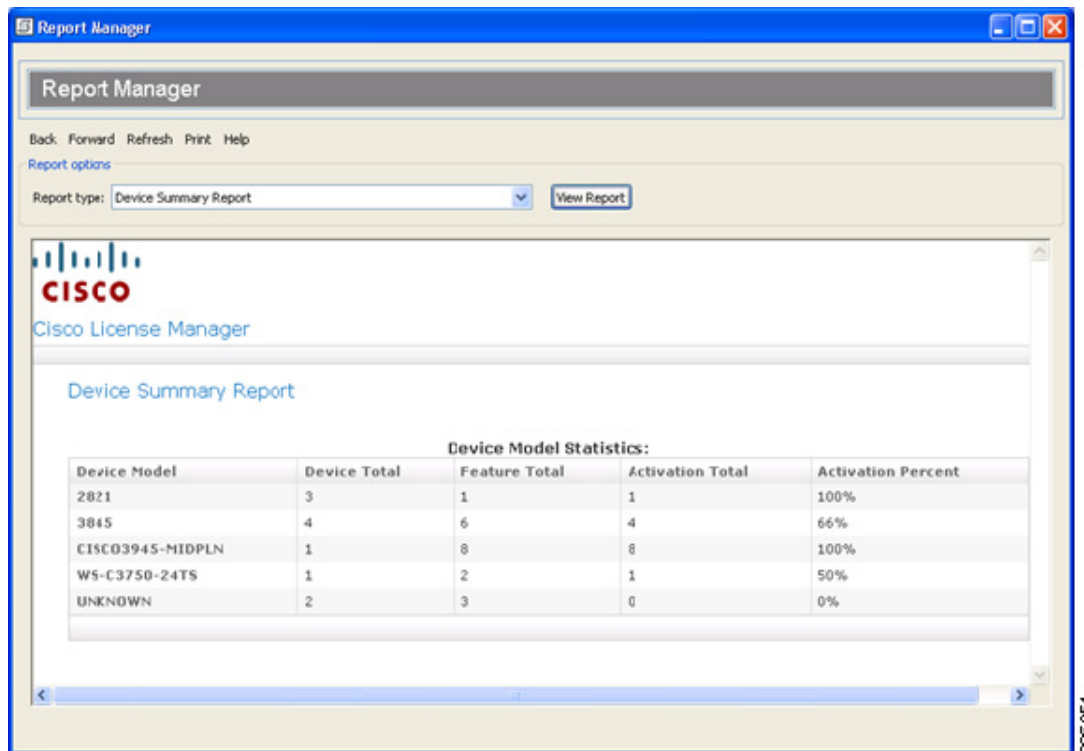 Report Manager
Report Manager
Back Forward Refresh Print Help
Report options
Report type: Device Summary Report View Report
CISCO
Cisco License Manager
Device Summary Report
Device Model Statistics:
Device Model Device Total Feature Total Activation Total Activation Percent
2821 3 1 1 100%
3845 4 6 4 66%
CISCO3945-MIDPLN 1 8 8 100%
WS-C3750-24TS 1 2 1 50%
UNKNOWN 2 3 0 0%